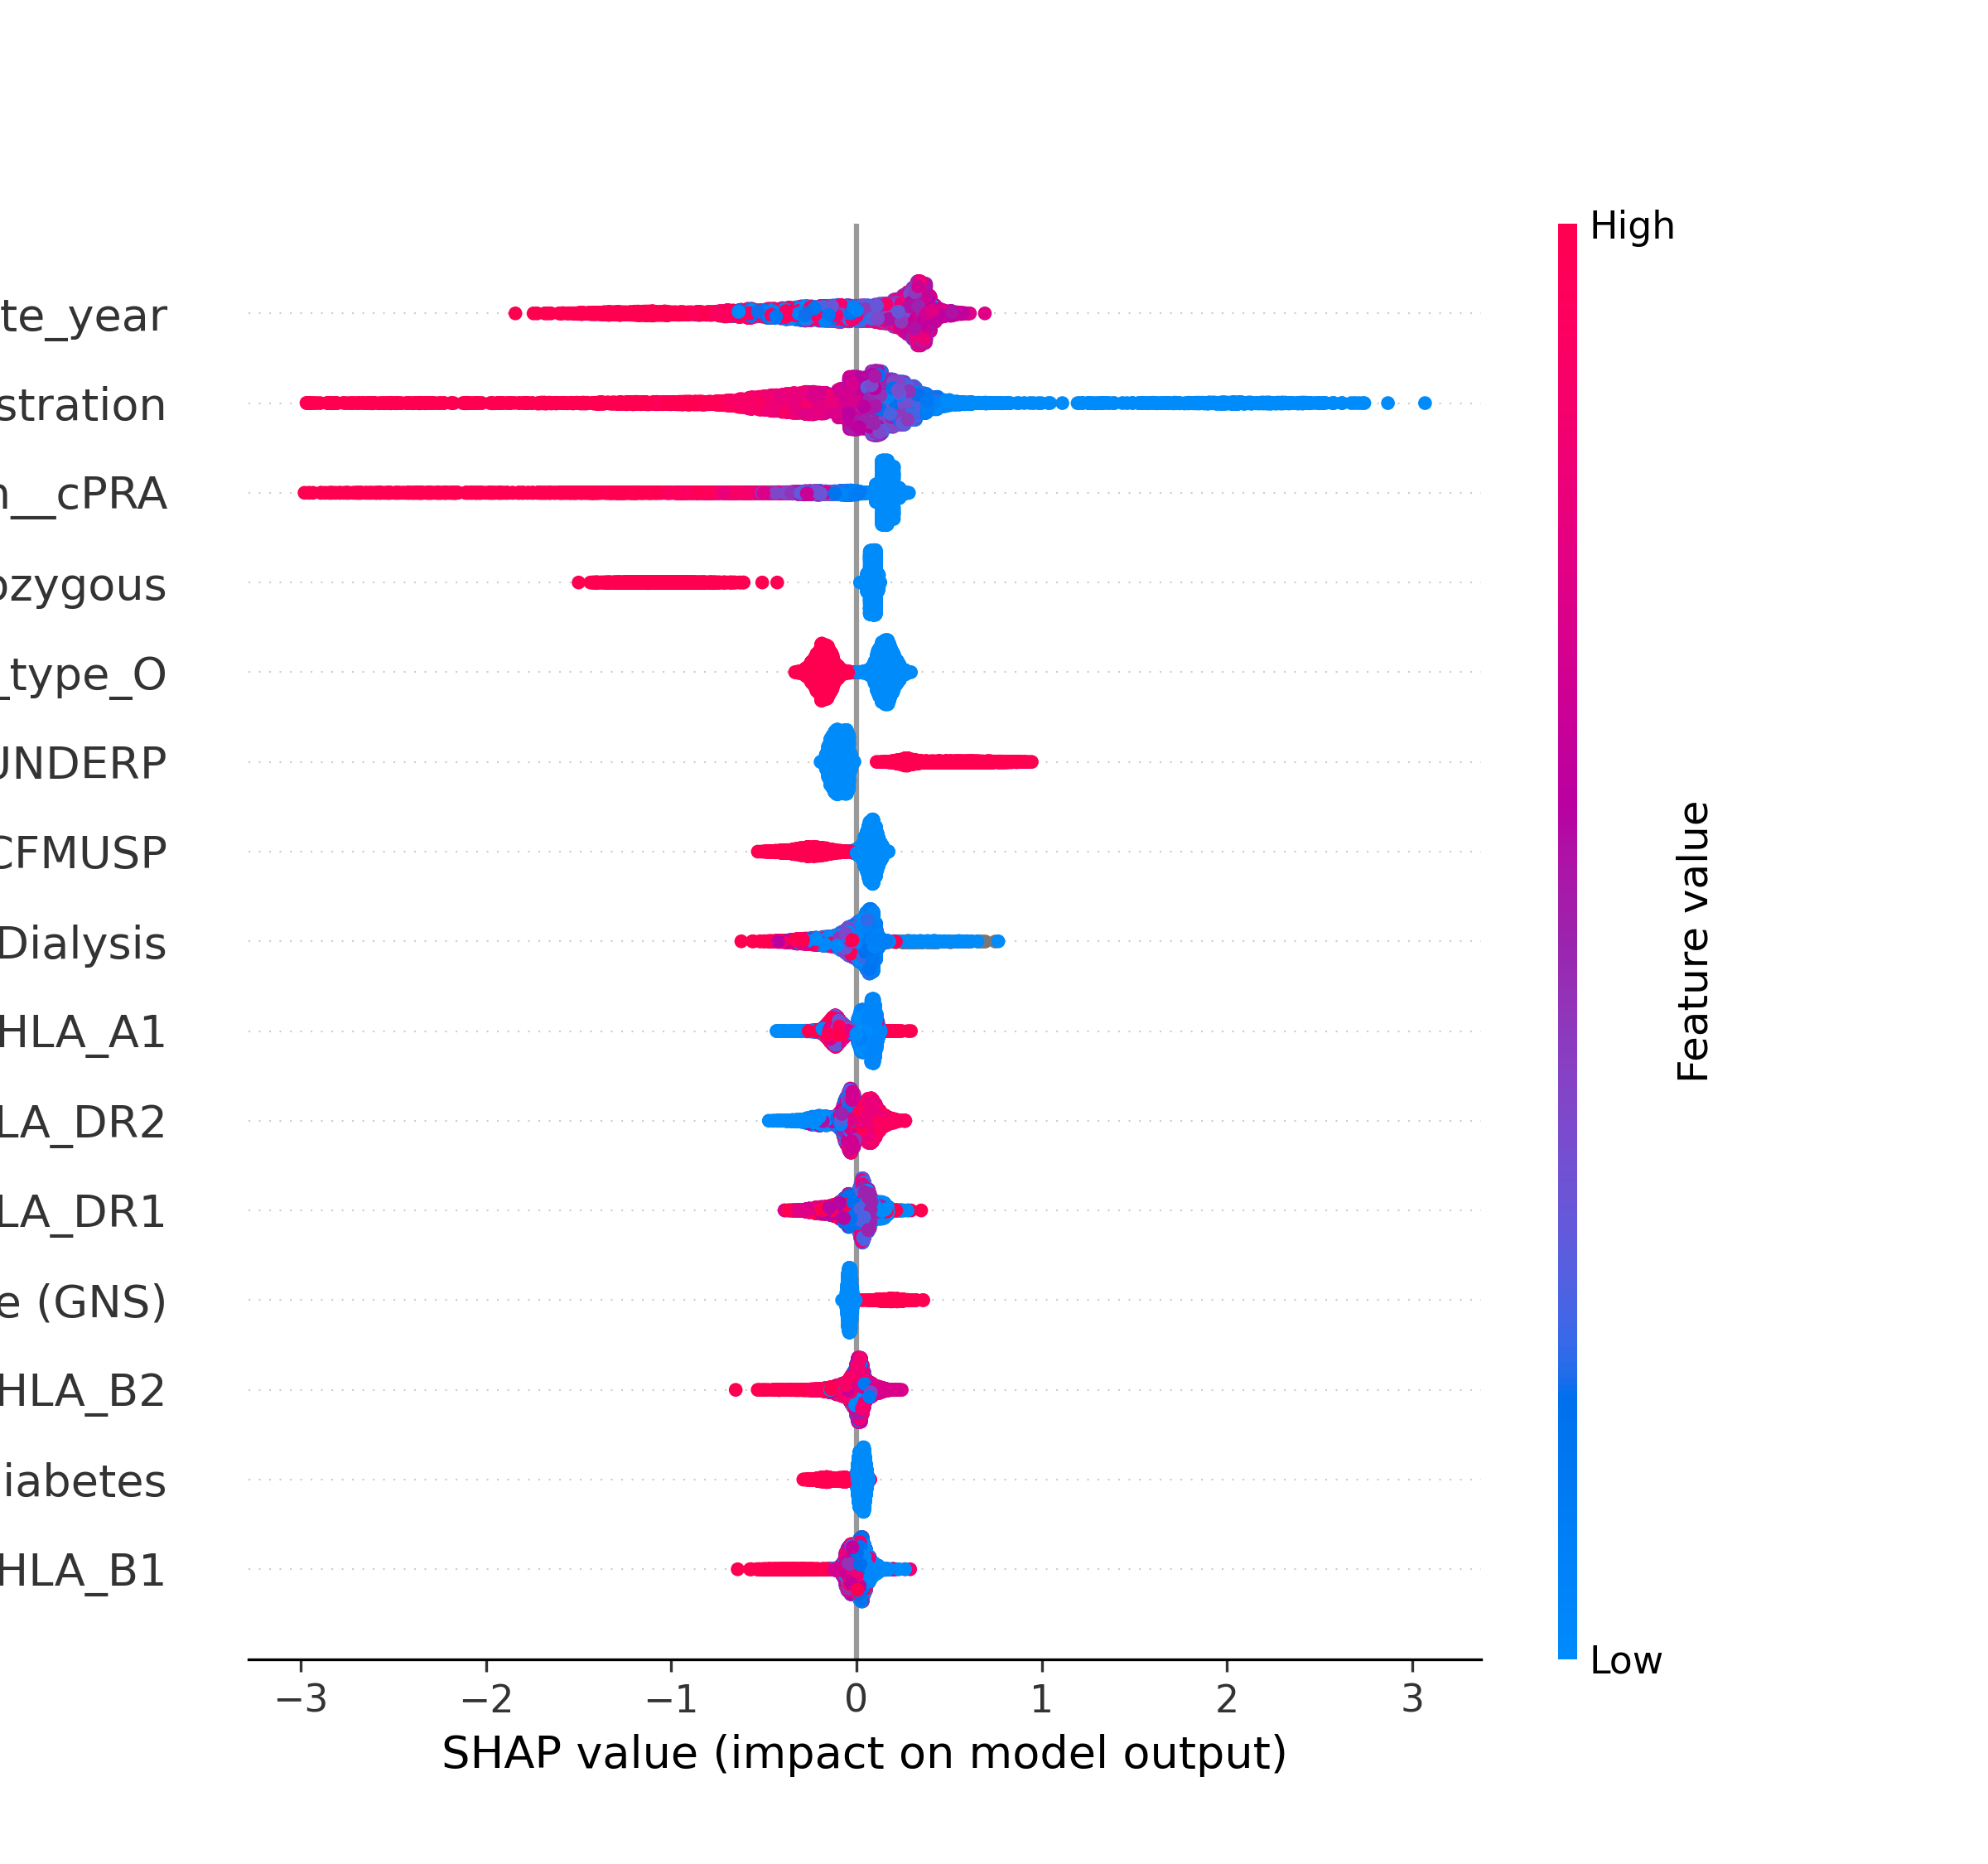 High
te_year
stration
n__cPRA
ozygous
_type_O
UNDERP
CFMUSP
Dialysis
HLA_A1
LA_DR2
LA_DR1
e (GNS)
HLA_B2
iabetes
HLA_B1
Feature value
Low
−3 −2 −1 0 1 2 3
SHAP value (impact on model output)